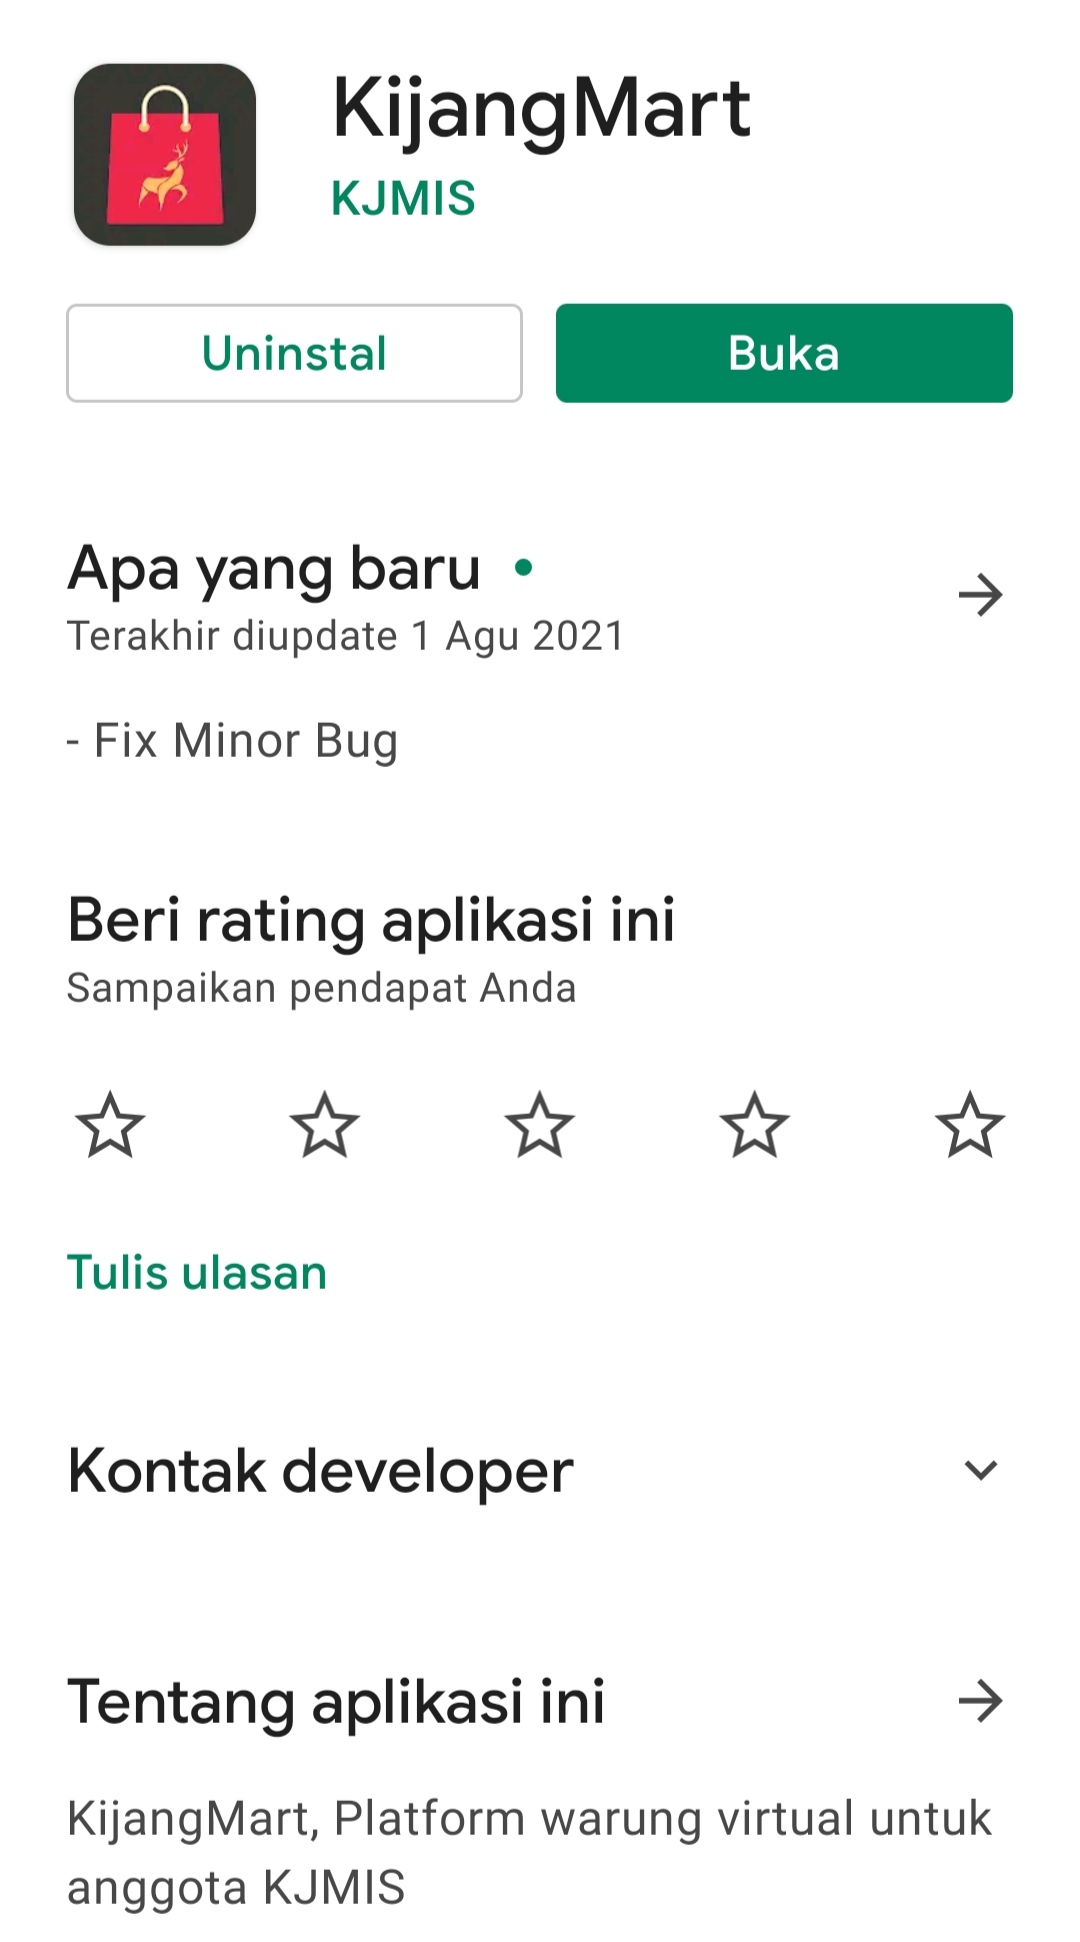 KijangMart
KJMIS
Uninstal
Buka
Apa yang baru
Terakhir diupdate 1 Agu 2021
- Fix Minor Bug
Beri rating aplikasi ini
Sampaikan pendapat Anda
Tulis ulasan
Kontak developer
Tentang aplikasi ini
KijangMart, Platform warung virtual untuk
anggota KJMIS